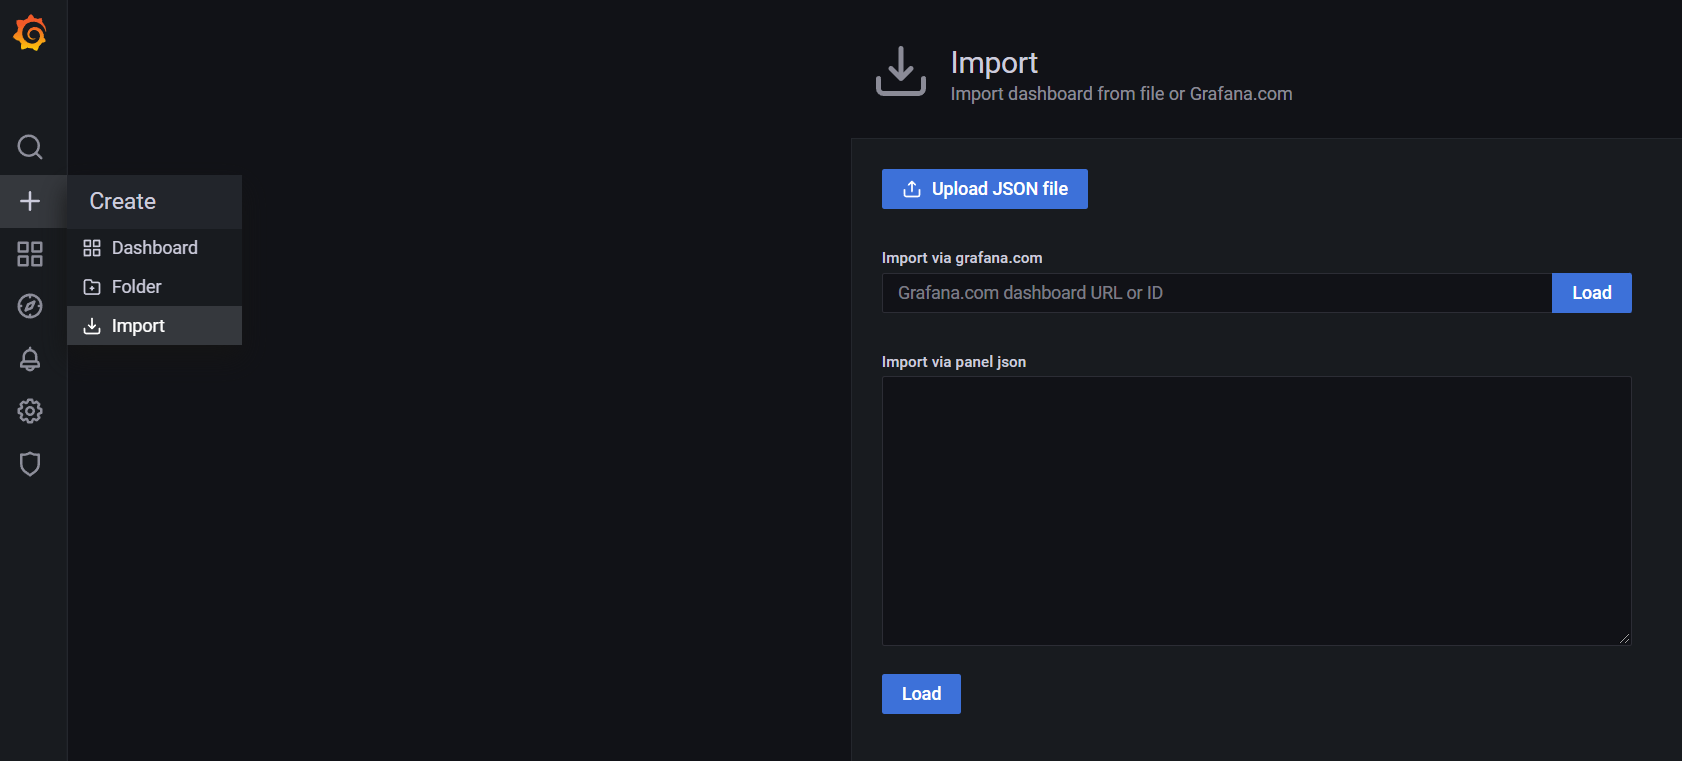 Import
Import dashboard from file or Grafana.com
Create
Dashboard
Folder
Import
Upload JSON file
Import via grafana.com
Grafana.com dashboard URL or ID
Load
Import via panel json
Load